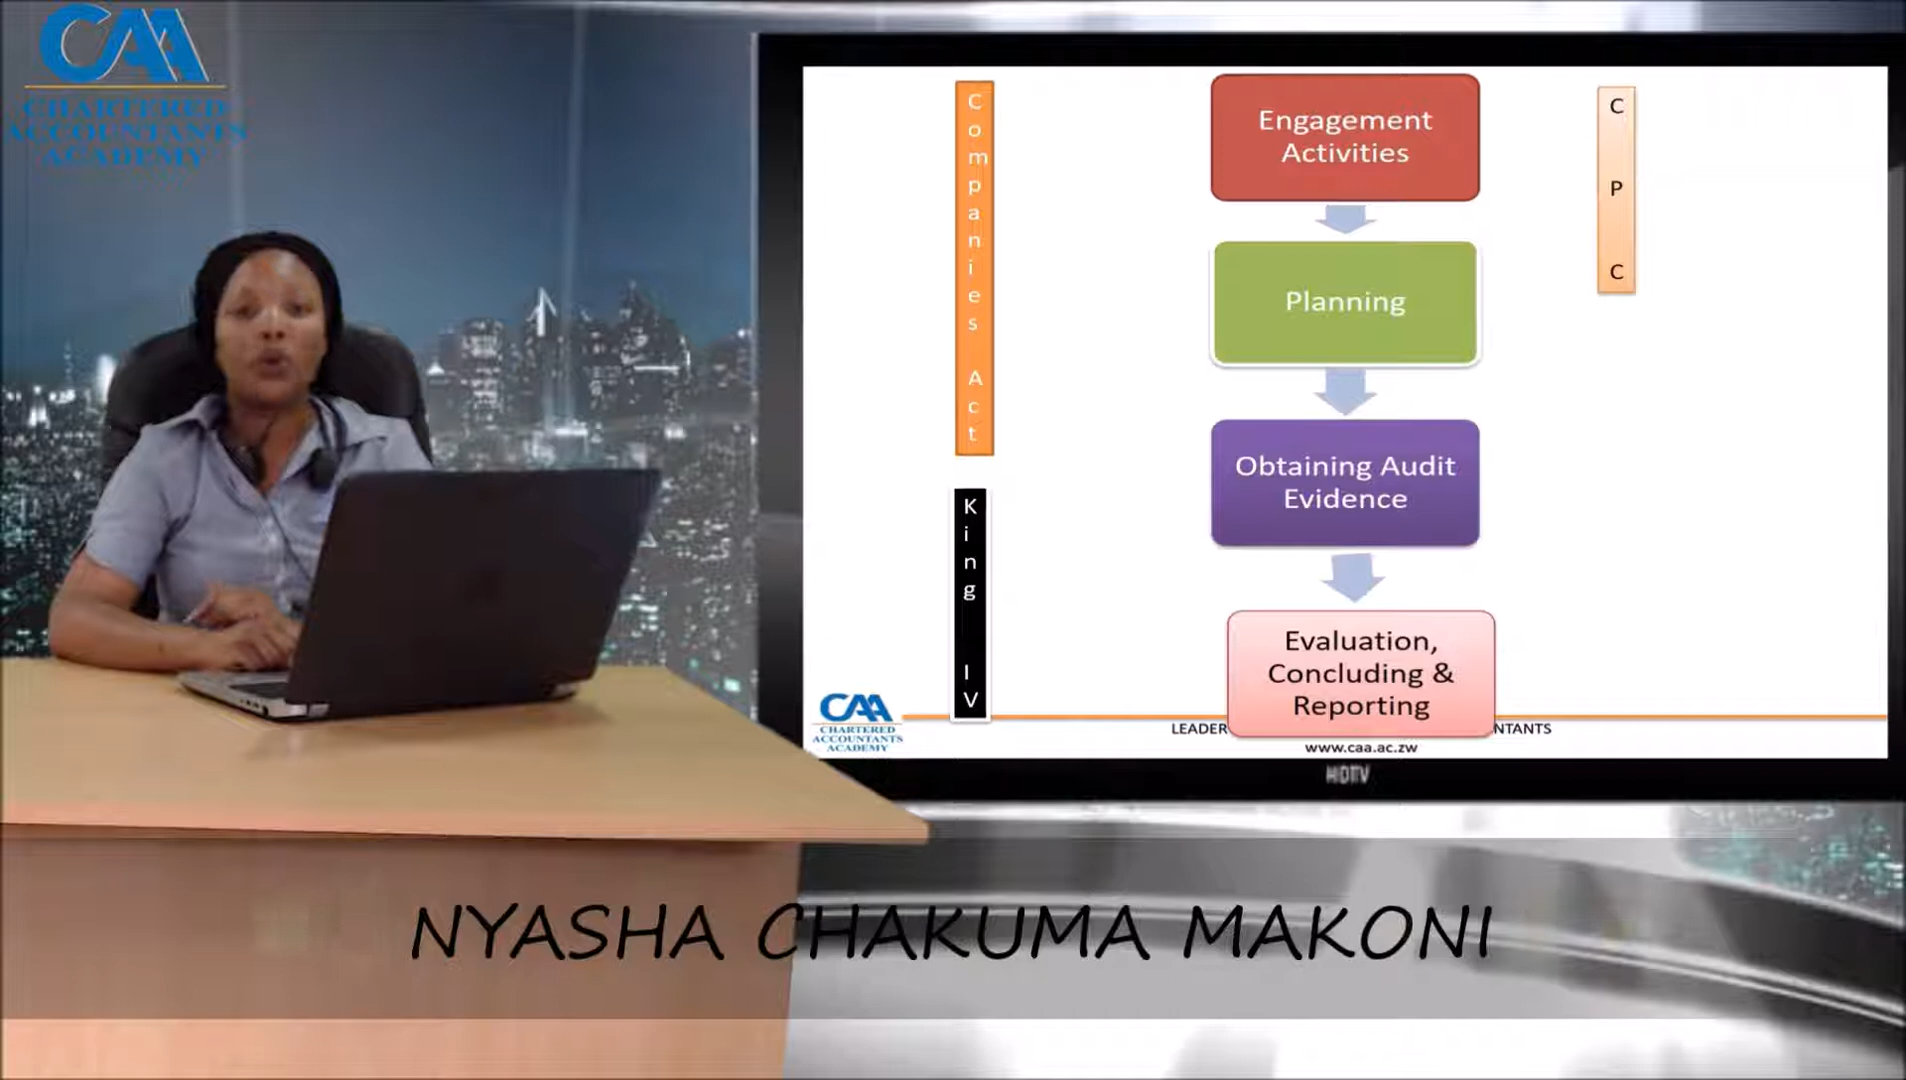 CAA
CHARTERED
ACCOUNTANTS
ACADEMY
Companies Act
King IV
Engagement
Activities
Planning
Obtaining Audit
Evidence
Evaluation,
Concluding &
Reporting
C P C
CAA
CHARTERED
ACCOUNTANTS
ACADEMY
LEADER
NTANTS
www.caa.ac.zw
HDTV
NYASHA CHAKUMA MAKONI